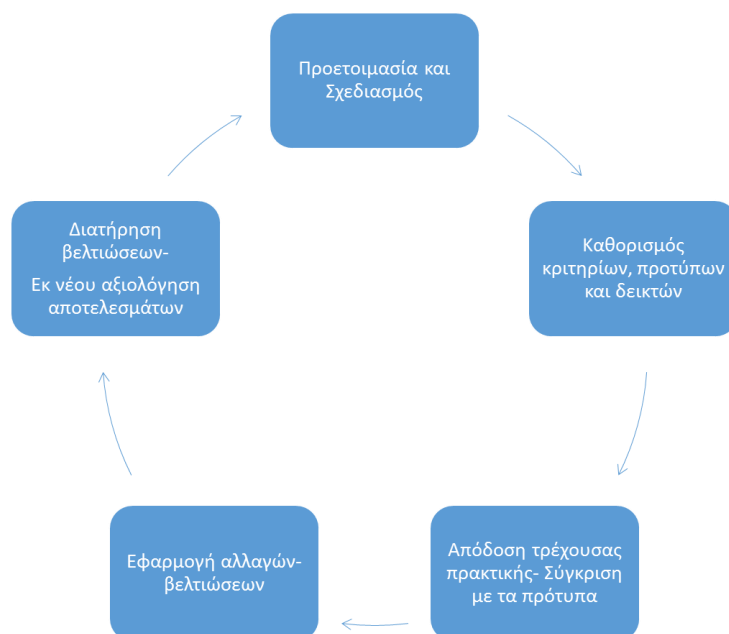 Προετοιμασία και
Σχεδιασμός
Καθορισμός
κριτηρίων, προτύπων
και δεικτών
Απόδοση τρέχουσας
πρακτικής- Σύγκριση
με τα πρότυπα
Εφαρμογή αλλαγών-
βελτιώσεων
Διατήρηση
βελτιώσεων-
Εκ νέου αξιολόγηση
αποτελεσμάτων